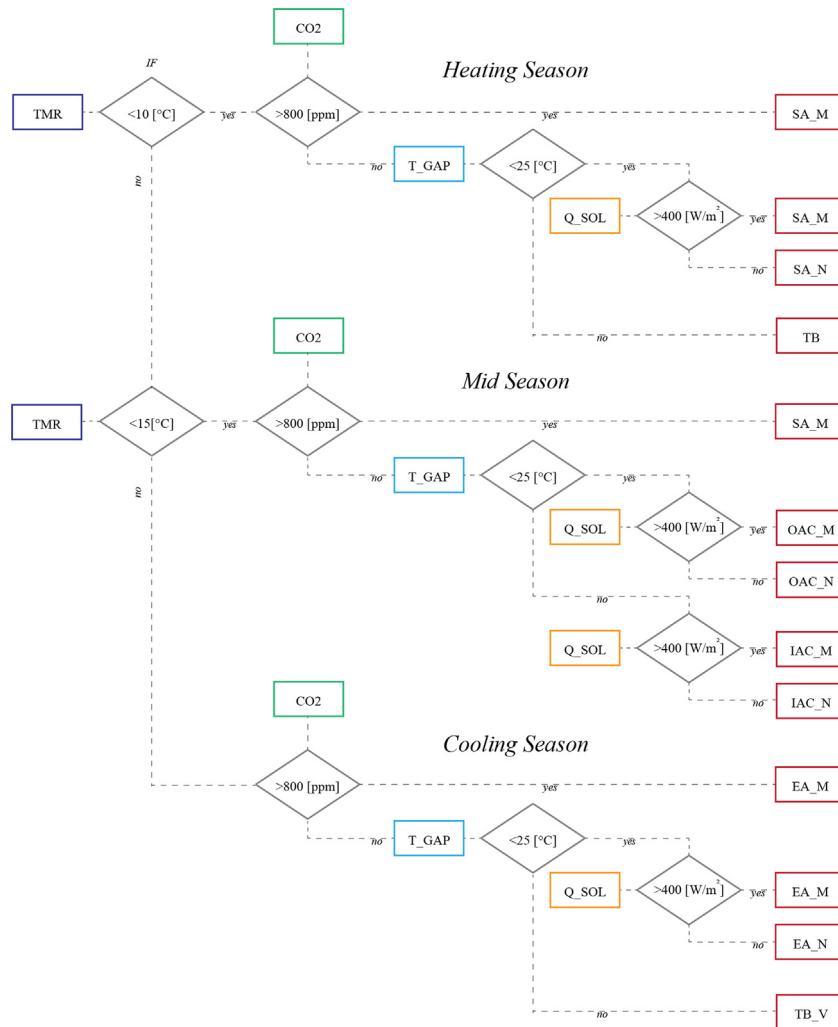 CO2
IF
Heating Season
TMR
<10 [°C]
yes
>800 [ppm]
yes
SA_M
no
no
T_GAP
<25 [°C]
yes
Q_SOL
>400 [W/m²]
yes
SA_M
no
SA_N
CO2
no
TB
Mid Season
TMR
<15[°C]
yes
>800 [ppm]
yes
SA_M
no
no
T_GAP
<25 [°C]
yes
Q_SOL
>400 [W/m²]
yes
OAC_M
no
OAC_N
no
Q_SOL
>400 [W/m²]
yes
IAC_M
CO2
no
IAC_N
Cooling Season
>800 [ppm]
yes
EA_M
no
T_GAP
<25 [°C]
yes
Q_SOL
>400 [W/m²]
yes
EA_M
no
EA_N
no
TB_V